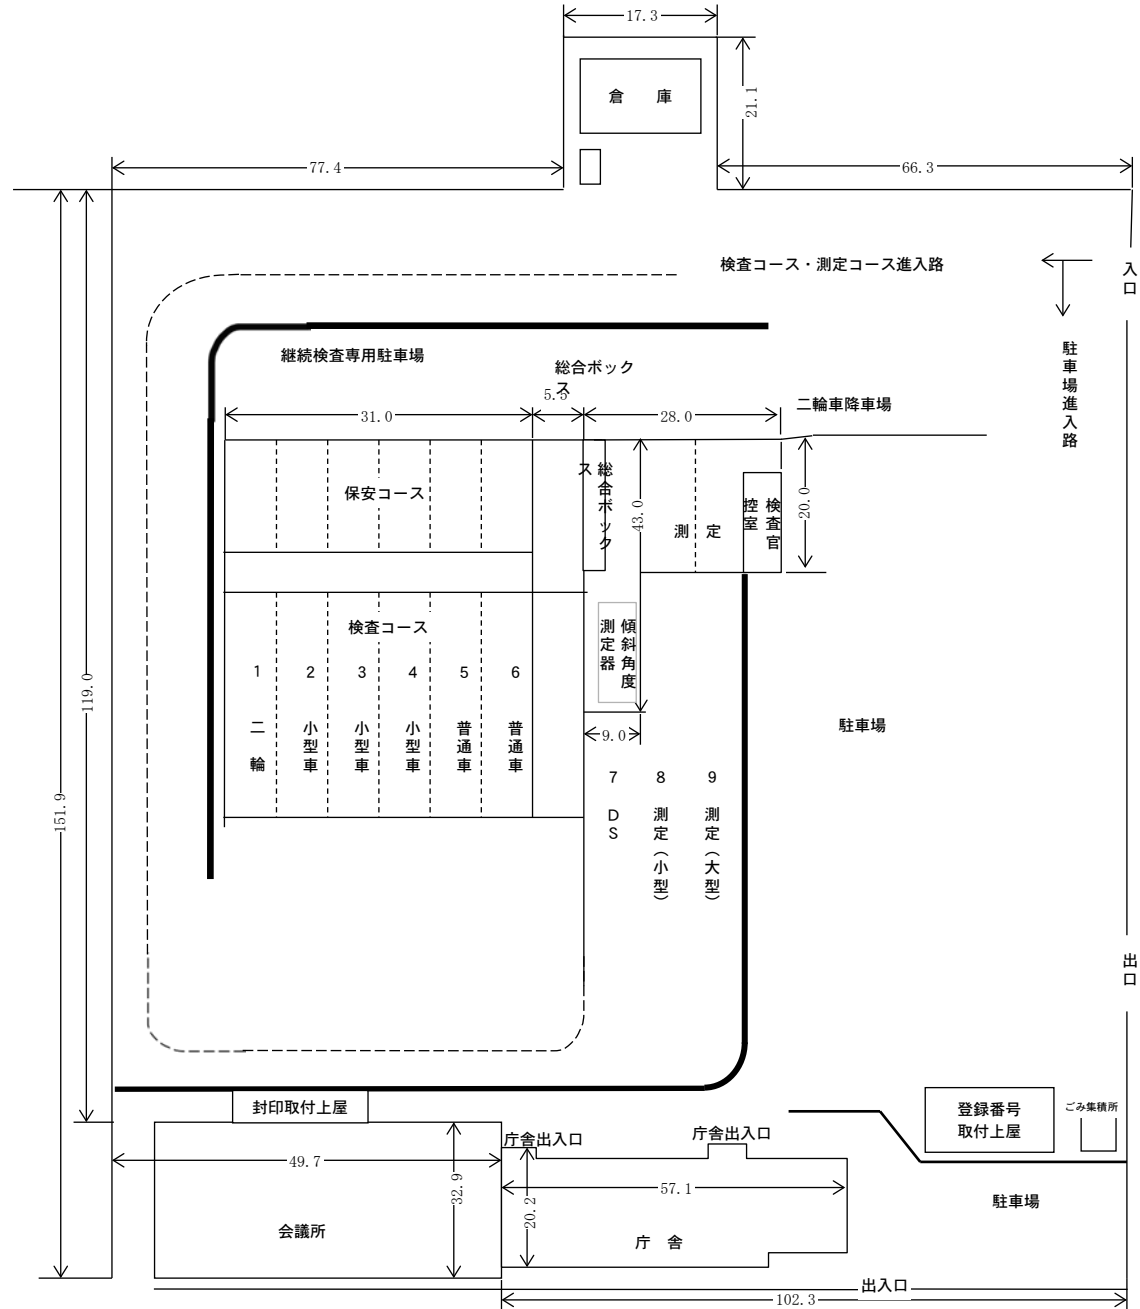 17.3
倉 庫
21.1
77.4
66.3
検査コース・測定コース進入路
入口
継続検査専用駐車場
駐車場進入路
総合ボック
ス
5.5
31.0
28.0
二輪車降車場
保安コース
総合ボック
ス
43.0
測 定
検査官
控室
20.0
検査コース
傾斜角度
測定器
1 二 輪
2 小型車
3 小型車
4 小型車
5 普通車
6 普通車
119.0
9.0
駐車場
151.9
7 DS
8 測定(小型)
9 測定(大型)
出口
封印取付上屋
登録番号
取付上屋
ごみ集積所
庁舎出入口
庁舎出入口
49.7
32.9
20.2
57.1
駐車場
会議所
庁 舎
出入口
102.3